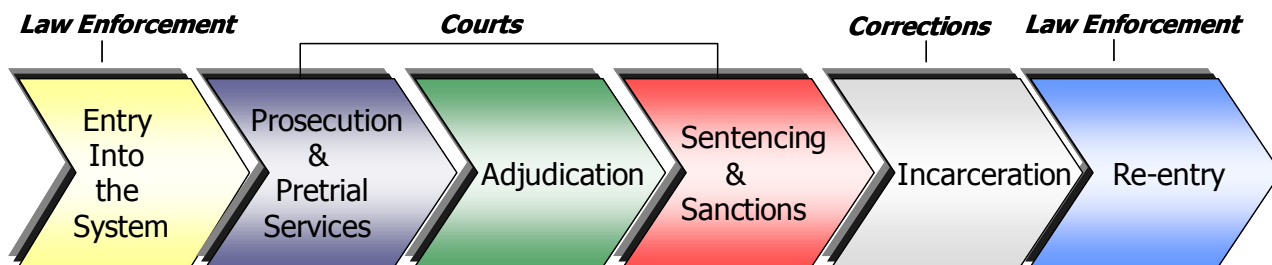 Law Enforcement
Courts
Corrections
Law Enforcement
Entry
Into
the
System
Prosecution
&
Pretrial
Services
Adjudication
Sentencing
&
Sanctions
Incarceration
Re-entry